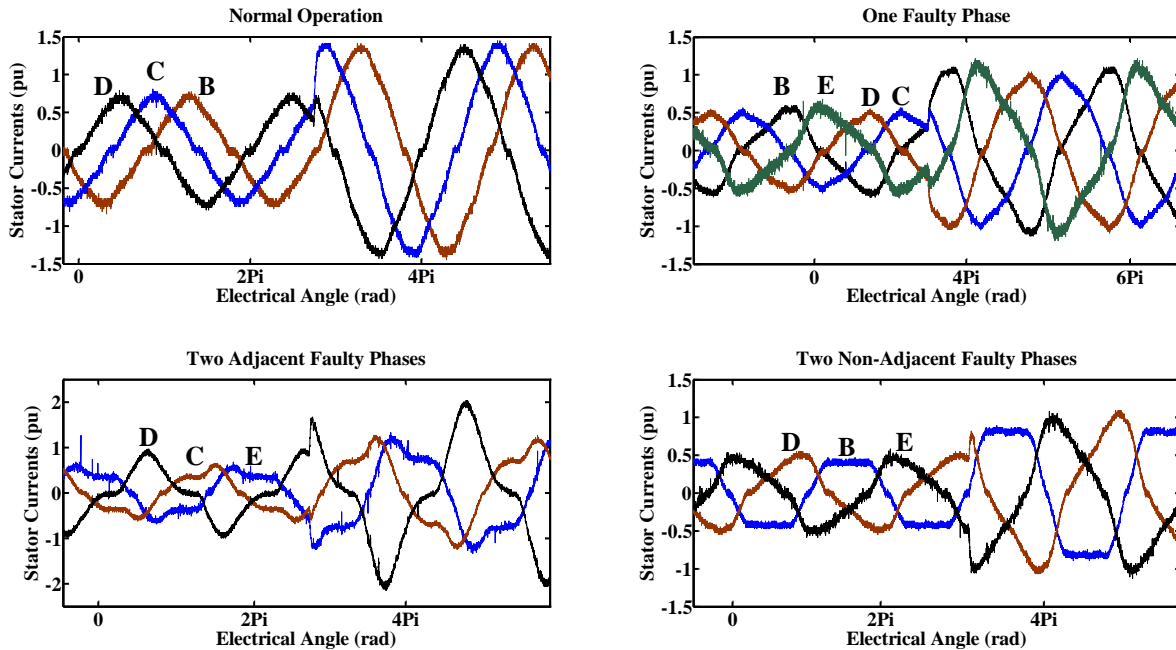 Normal Operation
Stator Currents (pu)
1.5
1
0.5
0
-0.5
-1
-1.5
D
C
B
0
2Pi
4Pi
Electrical Angle (rad)
One Faulty Phase
Stator Currents (pu)
1.5
1
0.5
0
-0.5
-1
-1.5
B
E
D
C
0
4Pi
6Pi
Electrical Angle (rad)
Two Adjacent Faulty Phases
Stator Currents (pu)
2
1
0
-1
-2
D
C
E
0
2Pi
4Pi
Electrical Angle (rad)
Two Non-Adjacent Faulty Phases
Stator Currents (pu)
1.5
1
0.5
0
-0.5
-1
-1.5
D
B
E
0
2Pi
4Pi
Electrical Angle (rad)